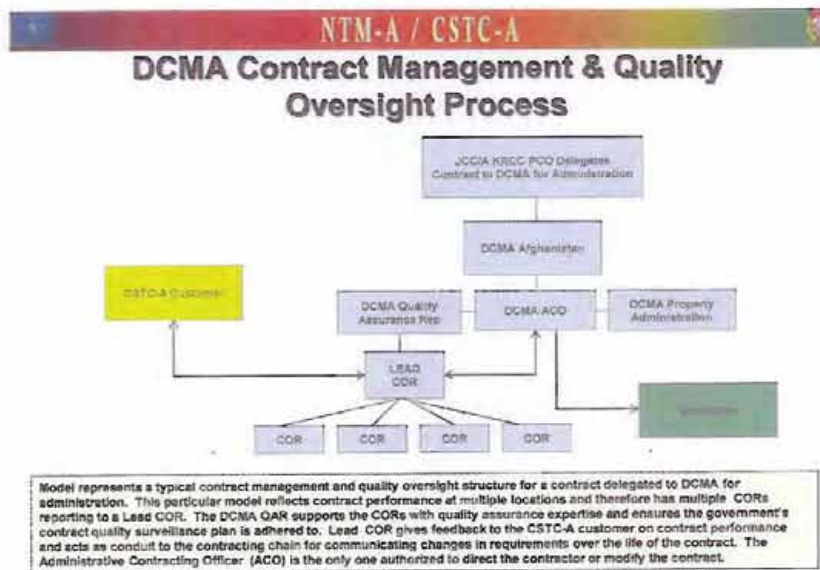 NTM-A / CSTC-A
DCMA Contract Management & Quality
Oversight Process
JCC/A KRCC PCO Delegates
Contract to DCMA for Administration
DCMA Afghanistan
CSTC-A Customer
DCMA Quality
Assurance Rep
DCMA ACO
DCMA Property
Administration
LEAD
COR
COR COR COR COR
Model represents a typical contract management and quality oversight structure for a contract delegated to DCMA for
administration. This particular model reflects contract performance at multiple locations and therefore has multiple CORs
reporting to a Lead COR. The DCMA QAR supports the CORs with quality assurance expertise and ensures the government's
contract quality surveillance plan is adhered to. Lead COR gives feedback to the CSTC-A customer on contract performance
and acts as conduit to the contracting chain for communicating changes in requirements over the life of the contract. The
Administrative Contracting Officer (ACO) is the only one authorized to direct the contractor or modify the contract.